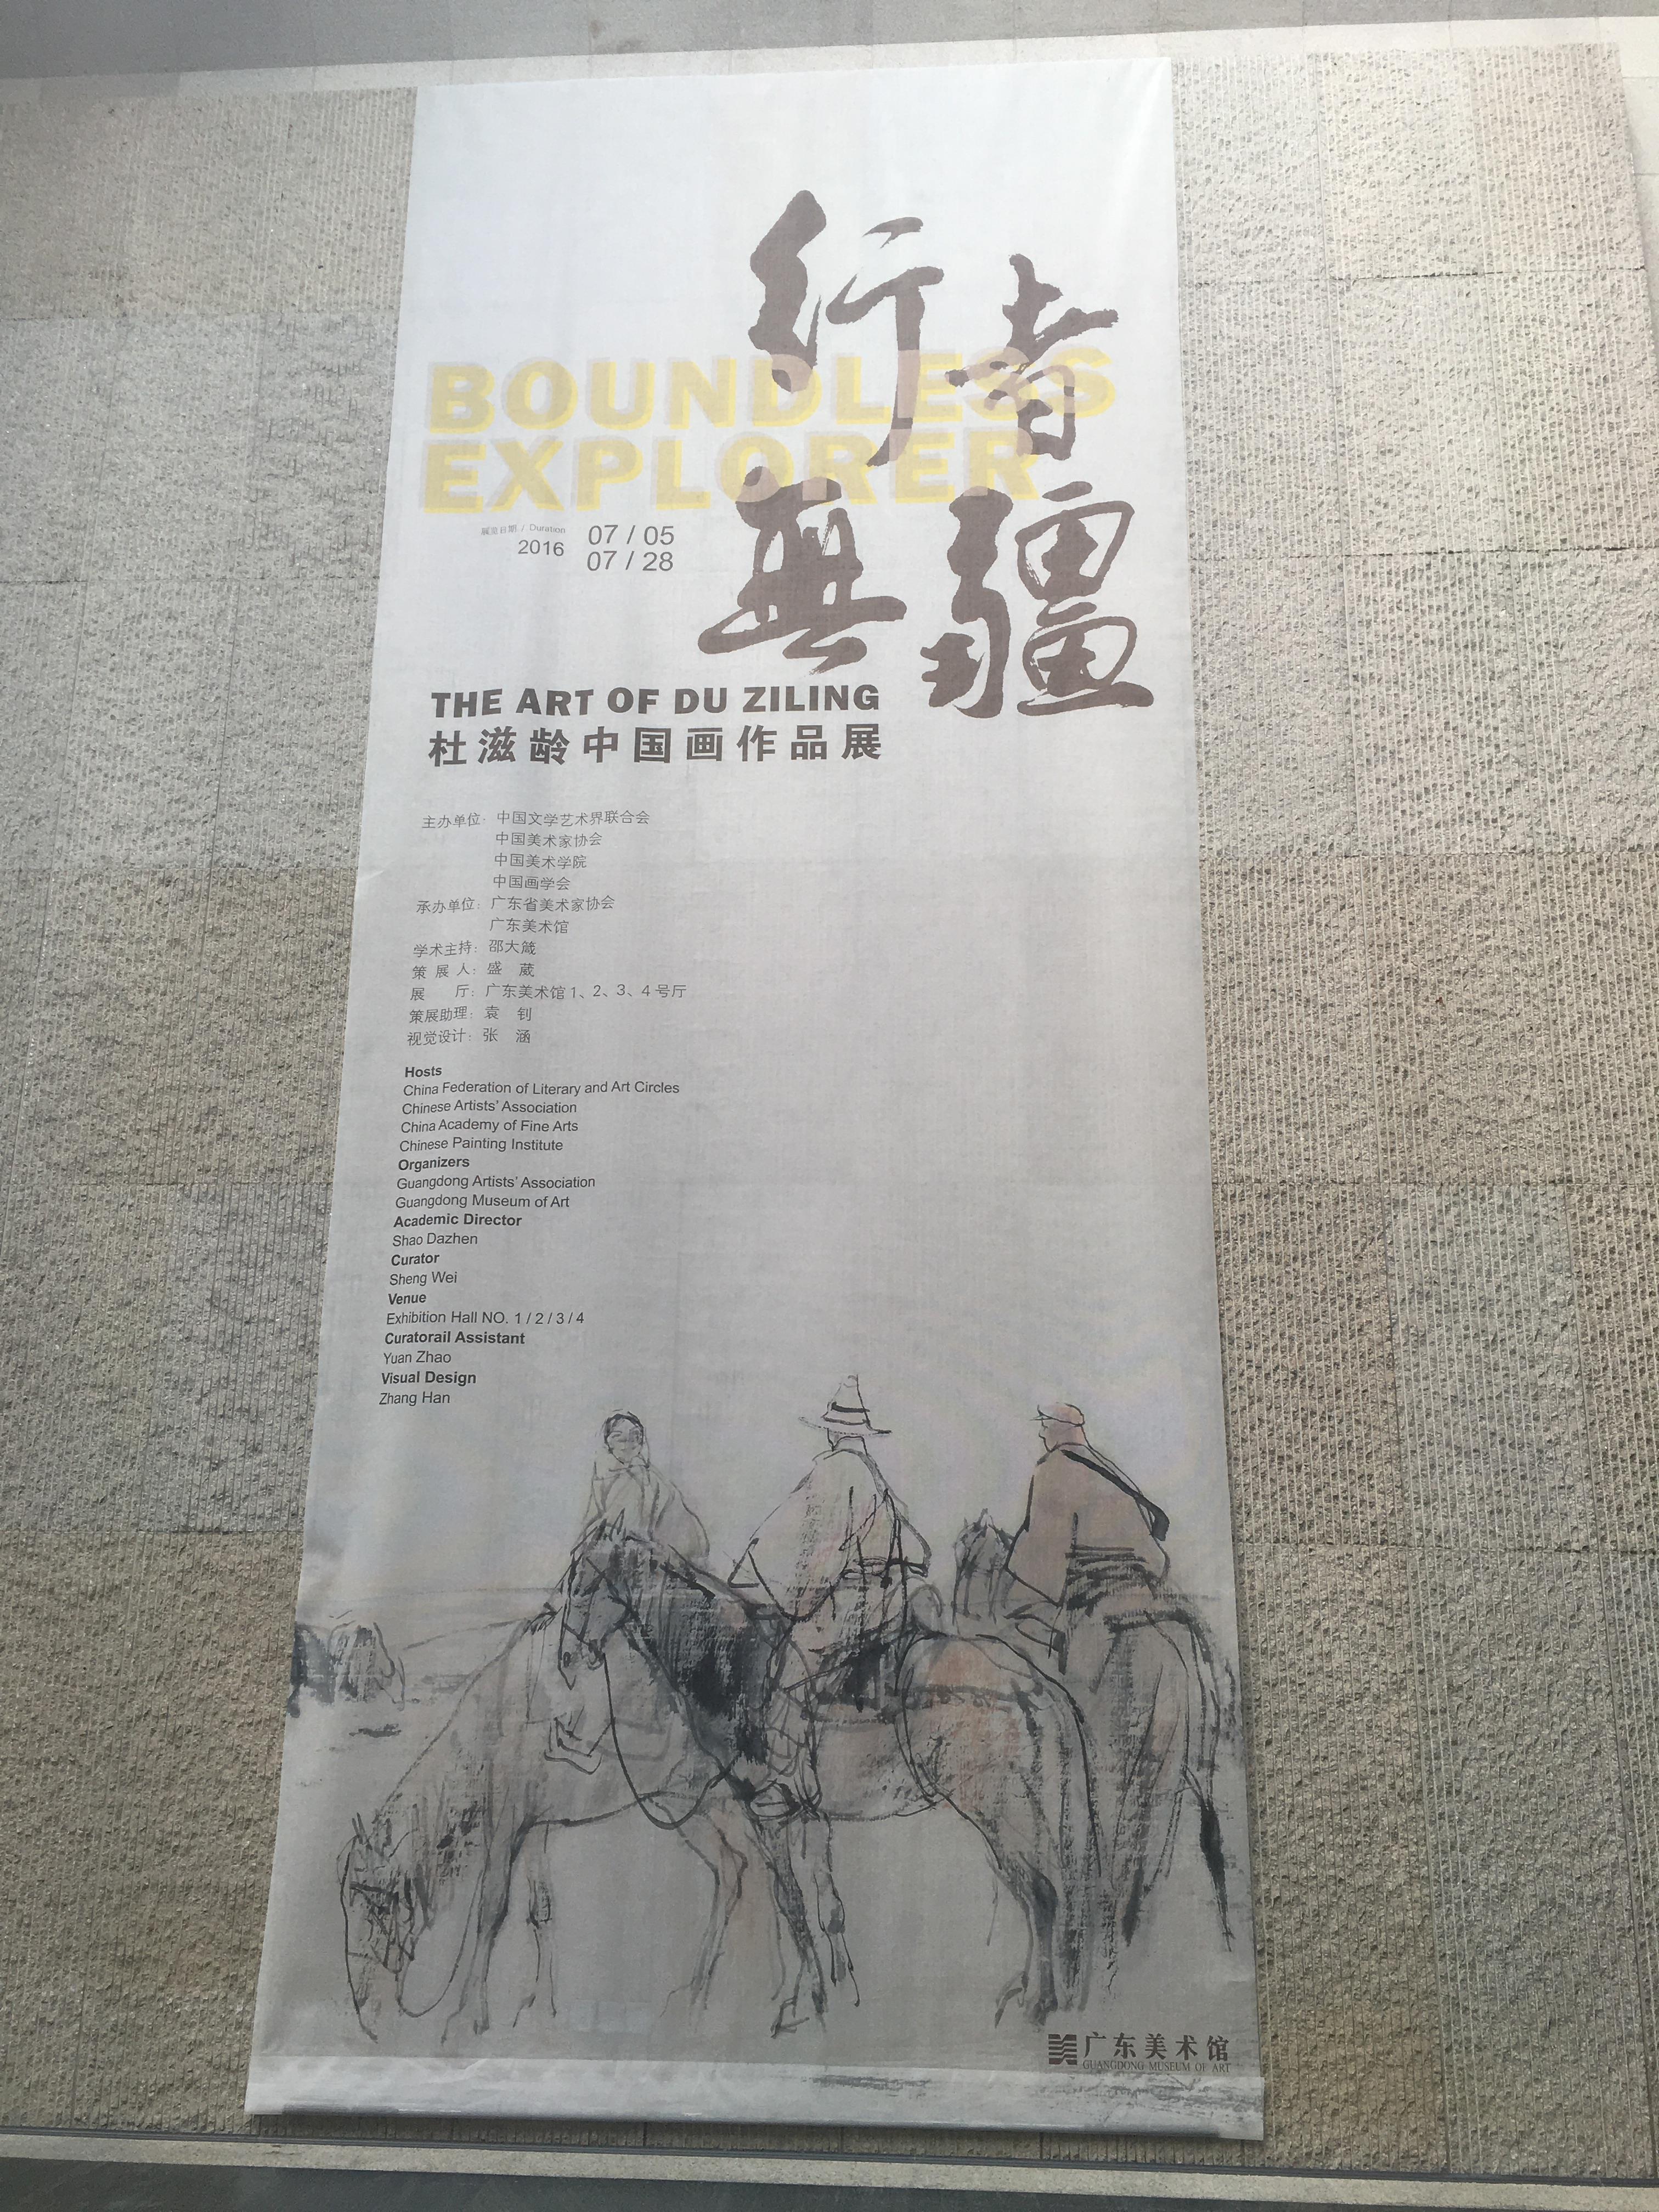 行者
無疆
BOUNDLESS
EXPLORER
展览日期 / Duration
2016
07 / 05
07 / 28
THE ART OF DU ZILING
杜滋龄中国画作品展
主办单位：中国文学艺术界联合会
中国美术家协会
中国美术学院
中国画学会
承办单位：广东省美术家协会
广东美术馆
学术主持：邵大箴
策 展 人：盛 葳
展 厅：广东美术馆 1、2、3、4 号厅
策展助理：袁 钊
视觉设计：张 涵
Hosts
China Federation of Literary and Art Circles
Chinese Artists' Association
China Academy of Fine Arts
Chinese Painting Institute
Organizers
Guangdong Artists' Association
Guangdong Museum of Art
Academic Director
Shao Dazhen
Curator
Sheng Wei
Venue
Exhibition Hall NO. 1 / 2 / 3 / 4
Curatorail Assistant
Yuan Zhao
Visual Design
Zhang Han
广东美术馆
GUANGDONG MUSEUM OF ART